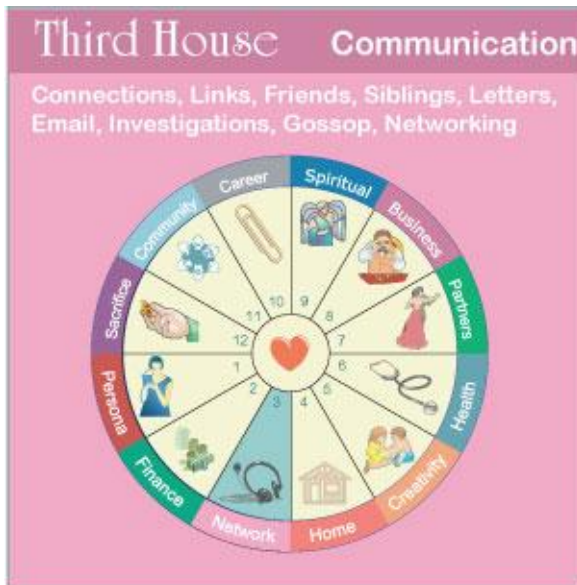 Third House Communication
Connections, Links, Friends, Siblings, Letters,
Email, Investigations, Gossop, Networking
Career
Spiritual
Community
Business
Sacrifice
Partners
10
9
11
8
12
7
1
6
2
5
3
4
Persona
Health
Finance
Creativity
Network
Home